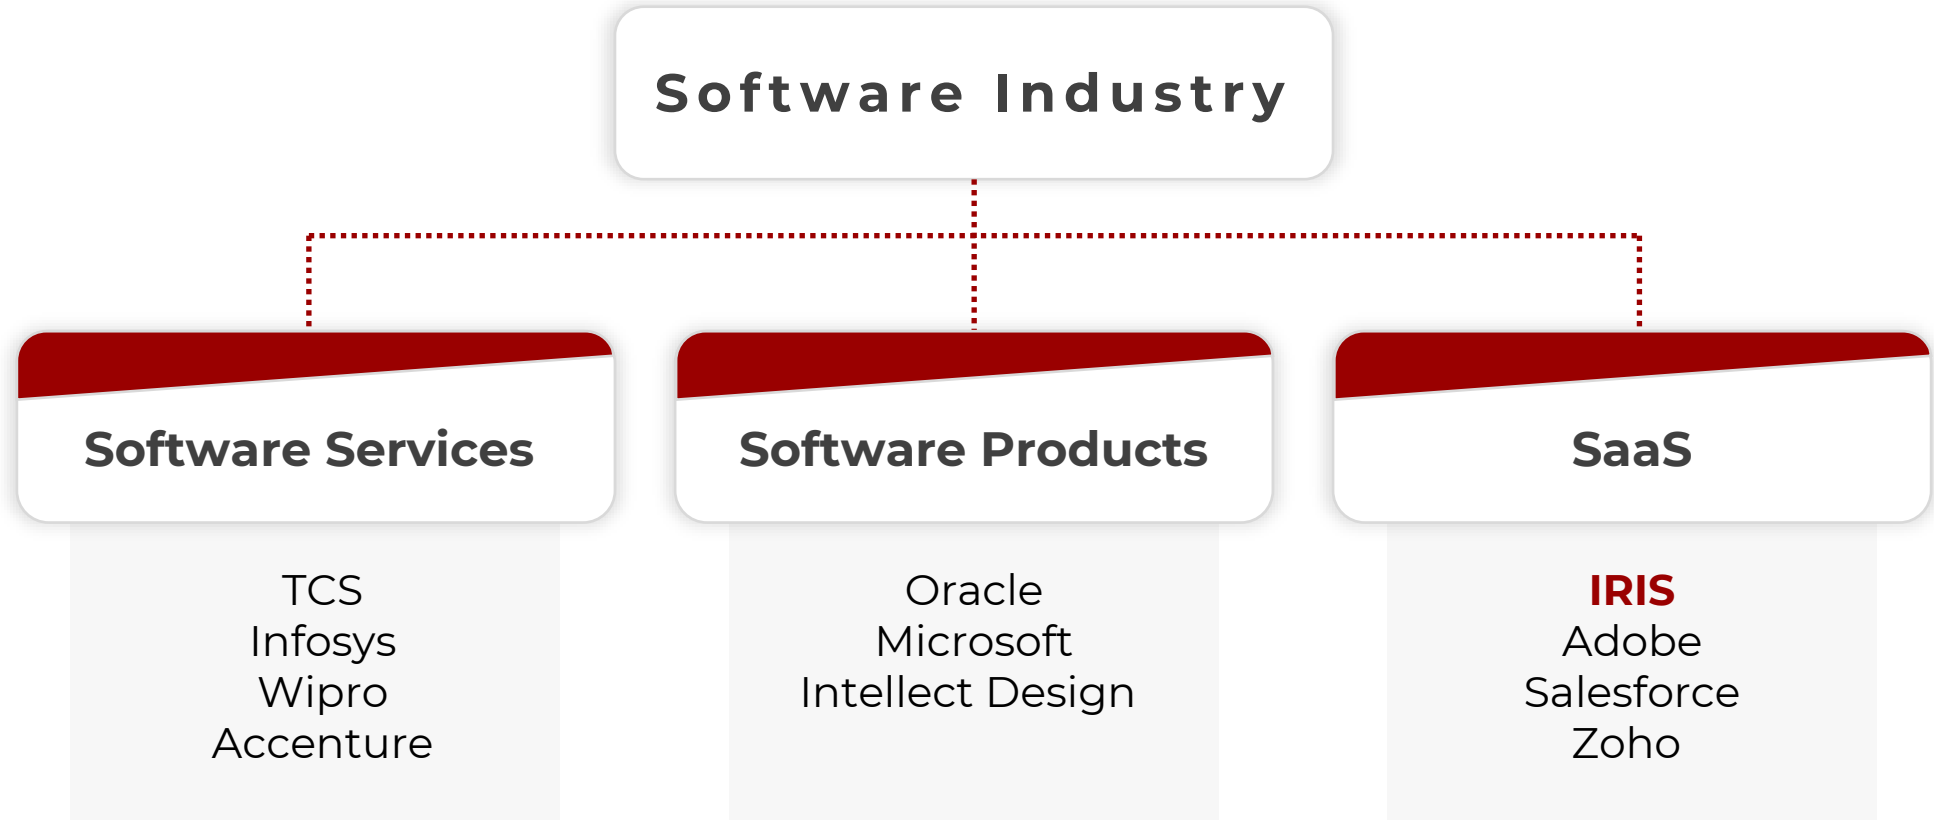 Software Industry
Software Services
TCS
Infosys
Wipro
Accenture
Software Products
Oracle
Microsoft
Intellect Design
SaaS
IRIS
Adobe
Salesforce
Zoho